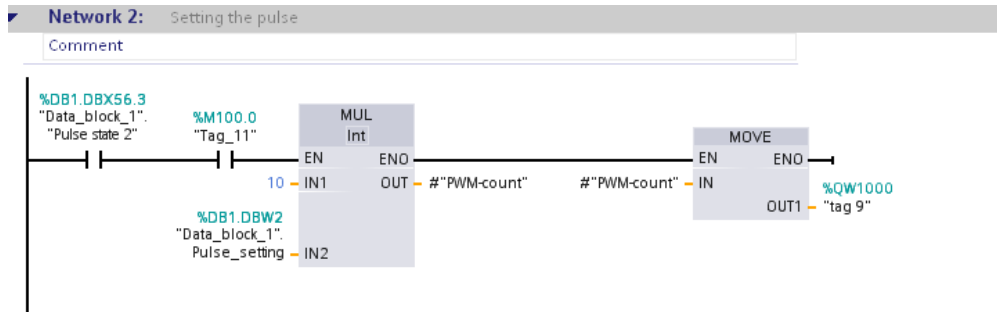 Network 2: Setting the pulse
Comment
%DB1.DBX56.3
"Data_block_1".
"Pulse state 2"
%M100.0
"Tag_11"
MUL
Int
EN ENO
10 IN1 OUT #"PWM-count"
%DB1.DBW2
"Data_block_1".
Pulse_setting IN2
MOVE
EN ENO
#"PWM-count" IN
%QW1000
OUT1 "tag 9"